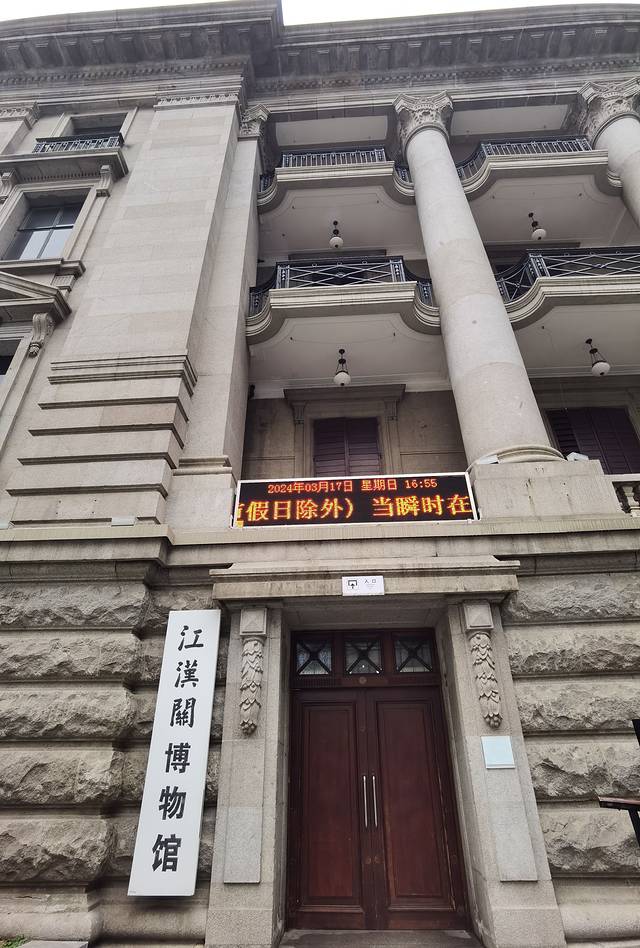 2024年03月17日 星期日 16:55
假日除外）当瞬时在
入口
江漢關博物馆